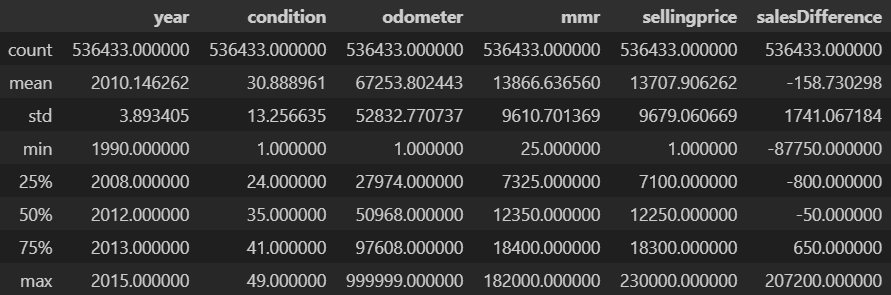 year condition odometer mmr sellingprice salesDifference
count 536433.000000 536433.000000 536433.000000 536433.000000 536433.000000 536433.000000
mean 2010.146262 30.888961 67253.802443 13866.636560 13707.906262 -158.730298
std 3.893405 13.256635 52832.770737 9610.701369 9679.060669 1741.067184
min 1990.000000 1.000000 1.000000 25.000000 1.000000 -87750.000000
25% 2008.000000 24.000000 27974.000000 7325.000000 7100.000000 -800.000000
50% 2012.000000 35.000000 50968.000000 12350.000000 12250.000000 -50.000000
75% 2013.000000 41.000000 97608.000000 18400.000000 18300.000000 650.000000
max 2015.000000 49.000000 999999.000000 182000.000000 230000.000000 207200.000000